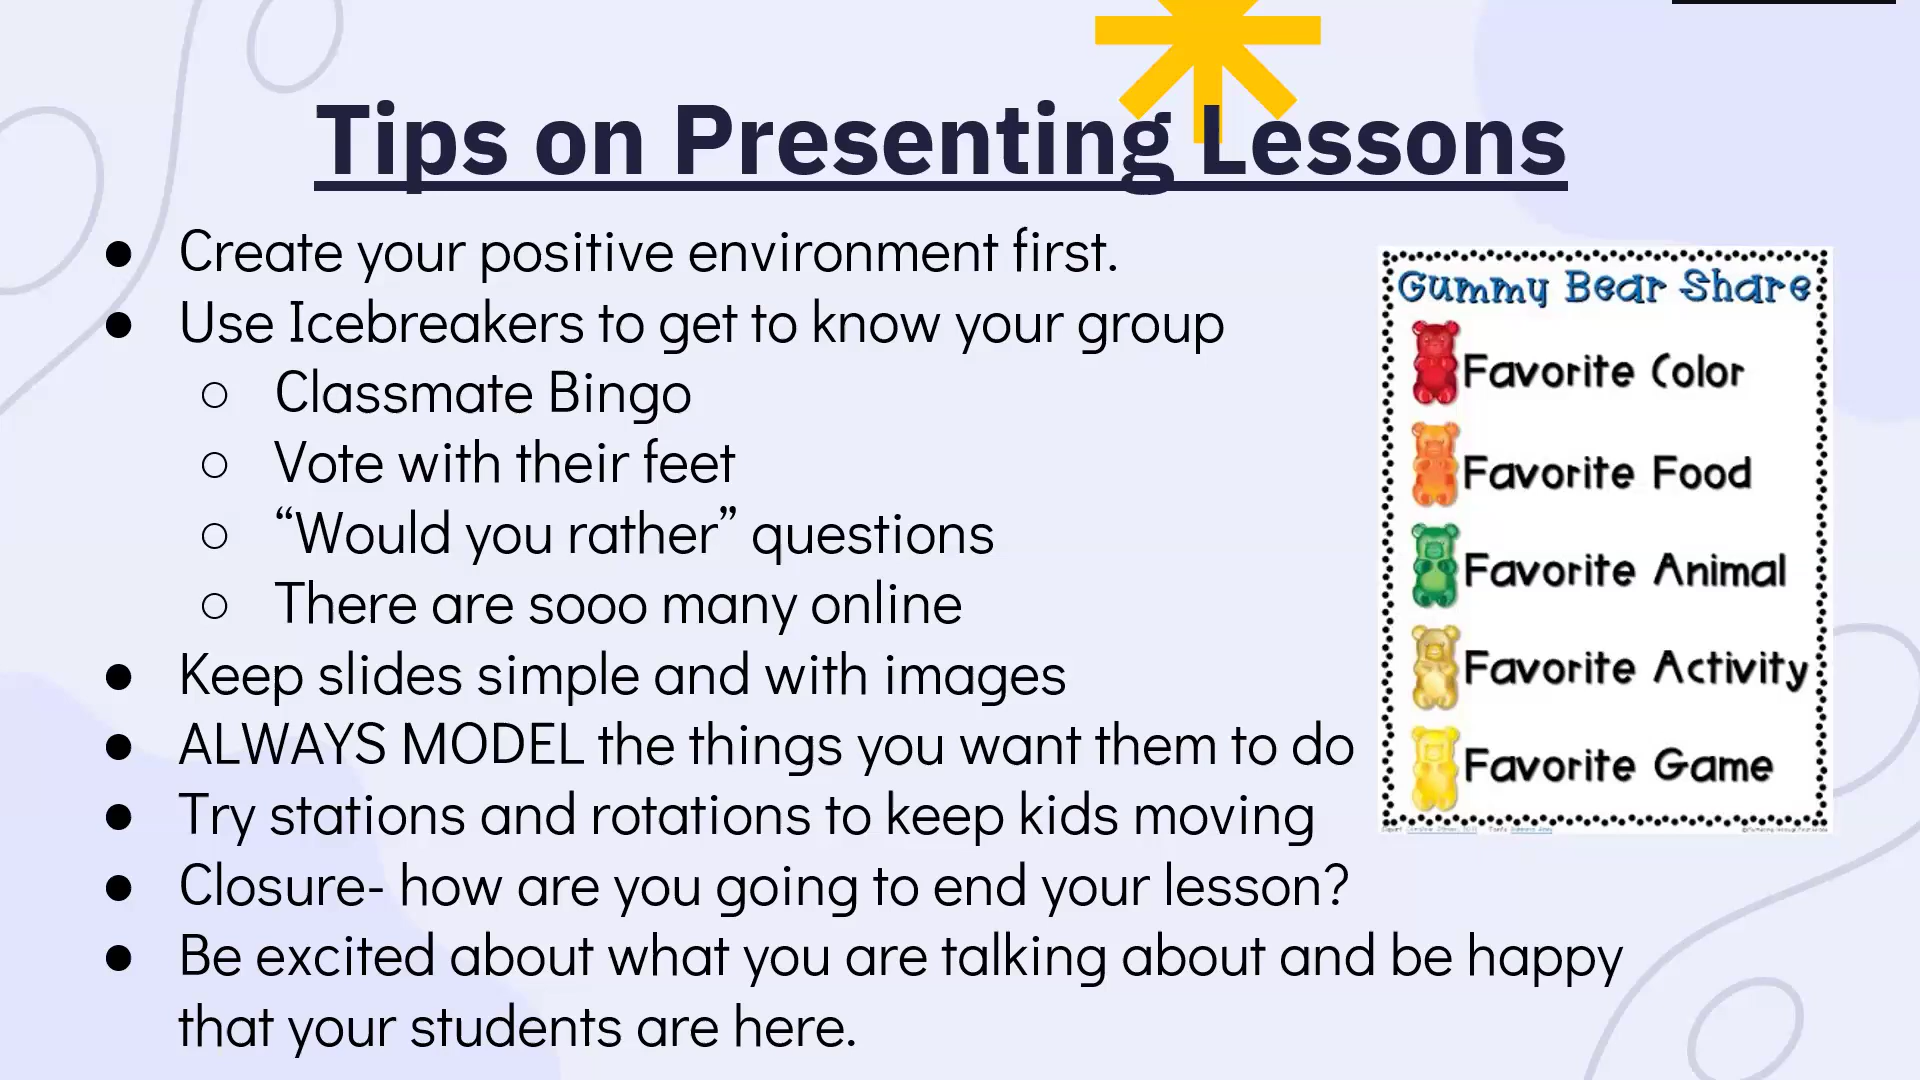 Tips on Presenting Lessons
● Create your positive environment first.
● Use Icebreakers to get to know your group
○ Classmate Bingo
○ Vote with their feet
○ “Would you rather” questions
○ There are sooo many online
● Keep slides simple and with images
● ALWAYS MODEL the things you want them to do
● Try stations and rotations to keep kids moving
● Closure- how are you going to end your lesson?
● Be excited about what you are talking about and be happy
that your students are here.
Gummy Bear Share
Favorite Color
Favorite Food
Favorite Animal
Favorite Activity
Favorite Game